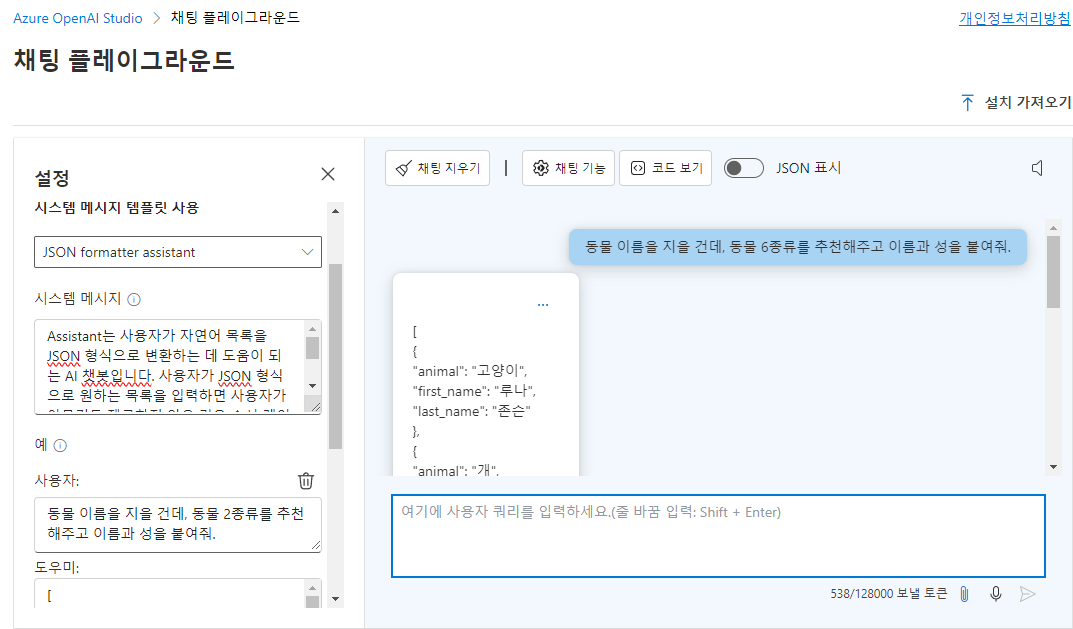 Azure OpenAI Studio > 채팅 플레이그라운드
개인정보처리방침
채팅 플레이그라운드
설치 가져오기
설정
시스템 메시지 템플릿 사용
JSON formatter assistant
시스템 메시지
Assistant는 사용자가 자연어 목록을
JSON 형식으로 변환하는 데 도움이 되
는 AI 챗봇입니다. 사용자가 JSON 형식
으로 원하는 목록을 입력하면 사용자가
예
사용자:
동물 이름을 지을 건데, 동물 2종류를 추천
해주고 이름과 성을 붙여줘.
도우미:
[
채팅 지우기
채팅 기능
코드 보기
JSON 표시
동물 이름을 지을 건데, 동물 6종류를 추천해주고 이름과 성을 붙여줘.
...
[
{
"animal": "고양이",
"first_name": "루나",
"last_name": "존슨"
},
{
"animal": "개",
여기에 사용자 쿼리를 입력하세요.(줄 바꿈 입력: Shift + Enter)
538/128000 보낼 토큰